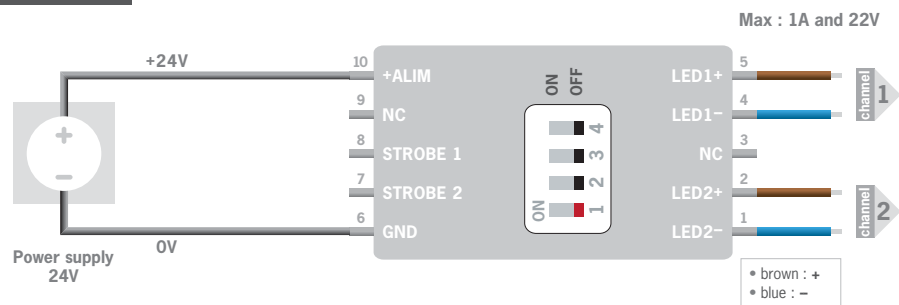 Max : 1A and 22V
+24V
10
+ALIM
9
NC
8
STROBE 1
7
STROBE 2
6
GND
0V
Power supply
24V
+
−
ON
OFF
4
3
2
1
ON
LED1+
5
LED1−
4
NC
3
LED2+
2
LED2−
1
channel
1
channel
2
• brown : +
• blue : −